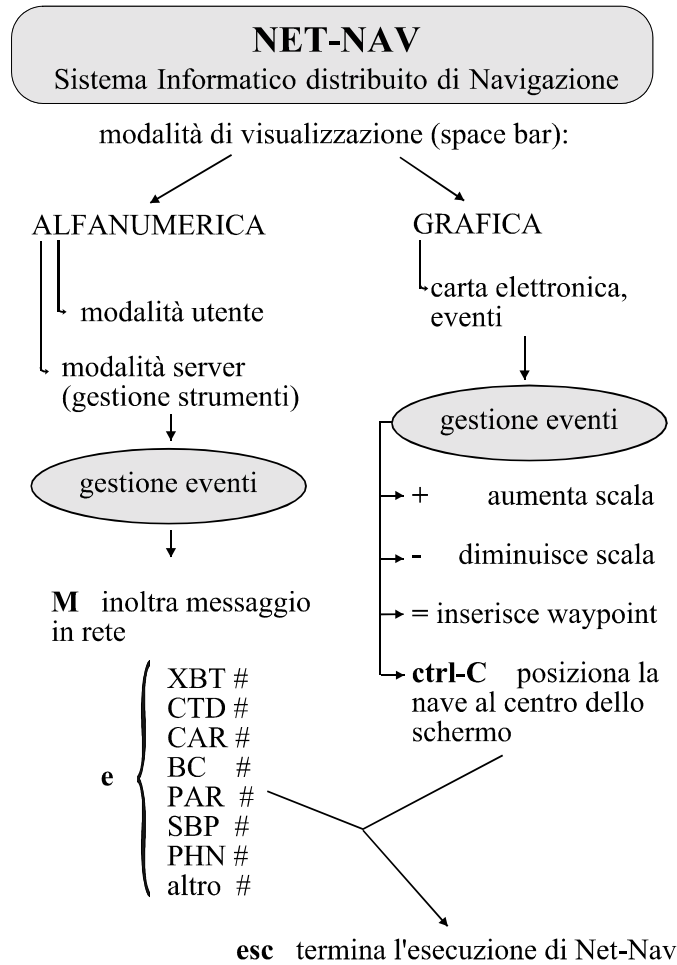 NET-NAV
Sistema Informatico distribuito di Navigazione
modalità di visualizzazione (space bar):
ALFANUMERICA
modalità utente
modalità server
(gestione strumenti)
gestione eventi
M inoltra messaggio
in rete
e
XBT #
CTD #
CAR #
BC #
PAR #
SBP #
PHN #
altro #
GRAFICA
carta elettronica,
eventi
gestione eventi
+ aumenta scala
- diminuisce scala
= inserisce waypoint
ctrl-C posiziona la
nave al centro dello
schermo
esc termina l'esecuzione di Net-Nav